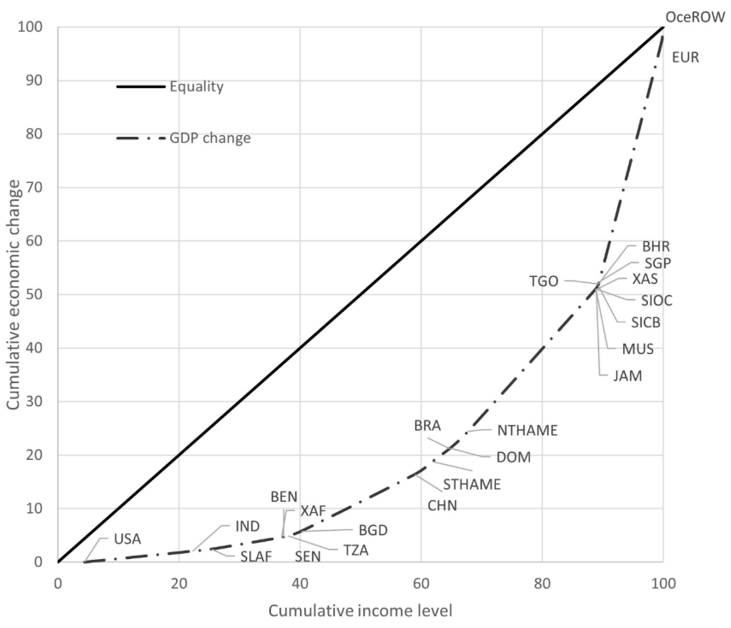 OceROW
100
EUR
90
Equality
80
GDP change
70
60
BHR
SGP
TGO
XAS
50
SIOC
SICB
40
MUS
JAM
30
BRA
NTHAME
20
DOM
STHAME
CHN
10
BEN
XAF
IND
BGD
USA
TZA
SLAF
SEN
0
0 20 40 60 80 100
Cumulative income level
Cumulative economic change